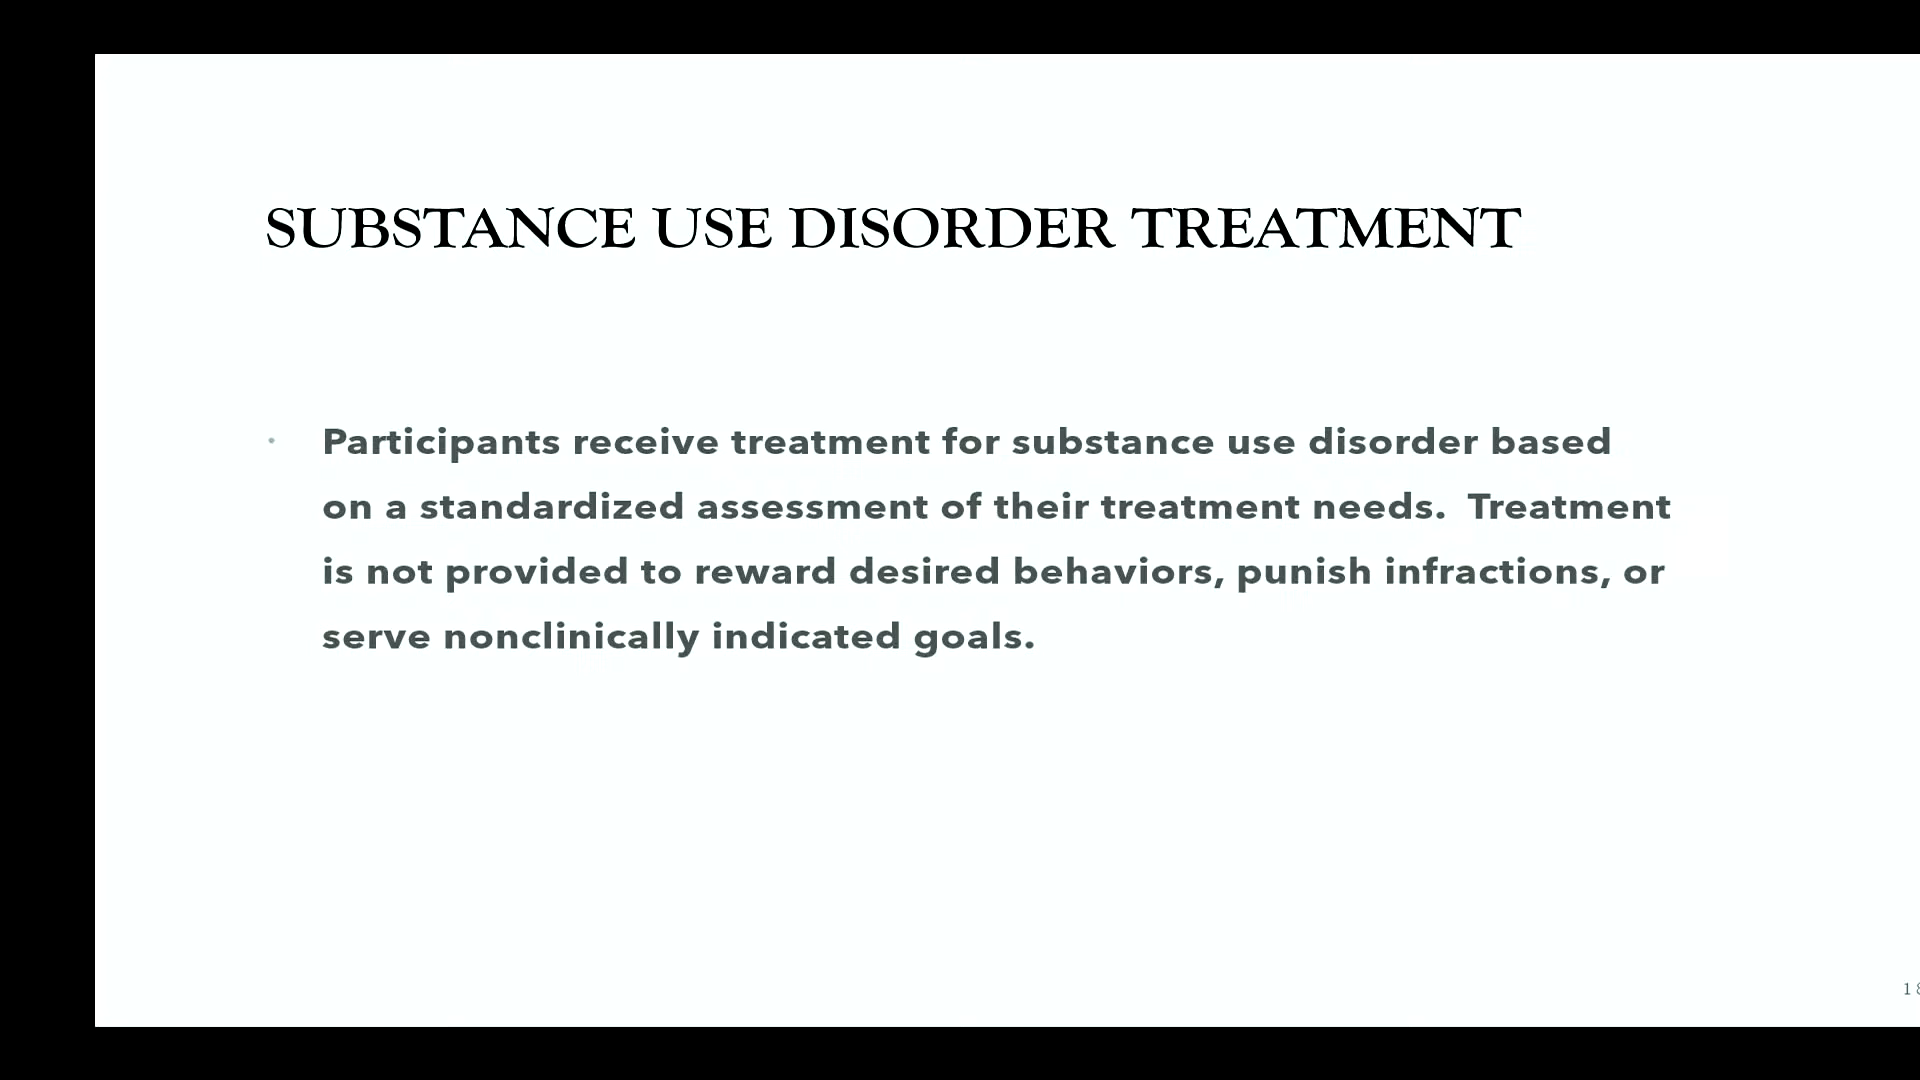 SUBSTANCE USE DISORDER TREATMENT
• Participants receive treatment for substance use disorder based
on a standardized assessment of their treatment needs.  Treatment
is not provided to reward desired behaviors, punish infractions, or
serve nonclinically indicated goals.